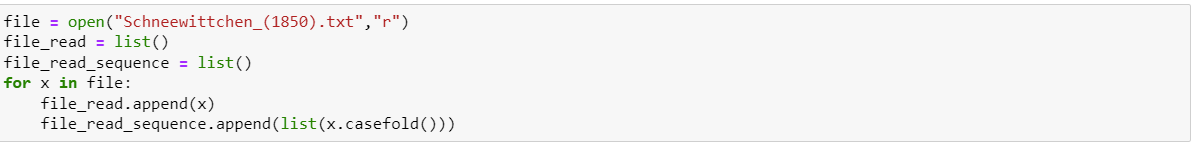 file = open("Schneewittchen_(1850).txt","r")
file_read = list()
file_read_sequence = list()
for x in file:
    file_read.append(x)
    file_read_sequence.append(list(x.casefold()))